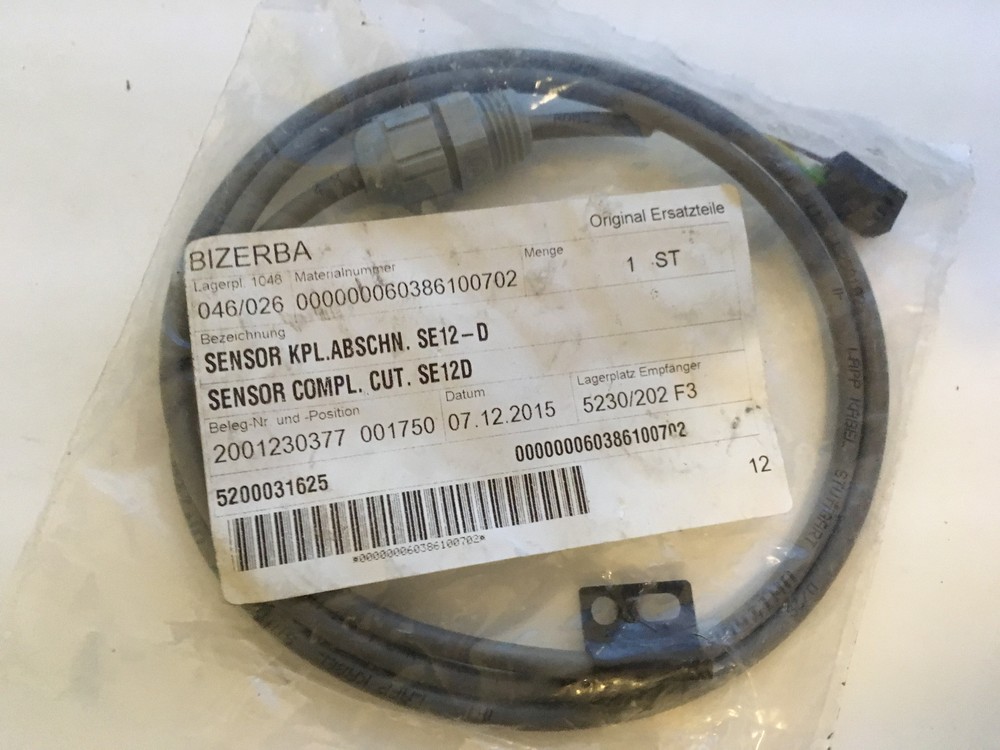 BIZERBA
Original Ersatzteile
Lagerpl. 1048 Materialnummer Menge
046/026 000000060386100702 1 ST
Bezeichnung
SENSOR KPL.ABSCHN. SE12-D
SENSOR COMPL. CUT. SE12D
Beleg-Nr und -Position Datum Lagerplatz Empfänger
2001230377 001750 07.12.2015 5230/202 F3
5200031625 000000060386100702
12
*000000060386100702*
LAPP KABEL STUTTGART